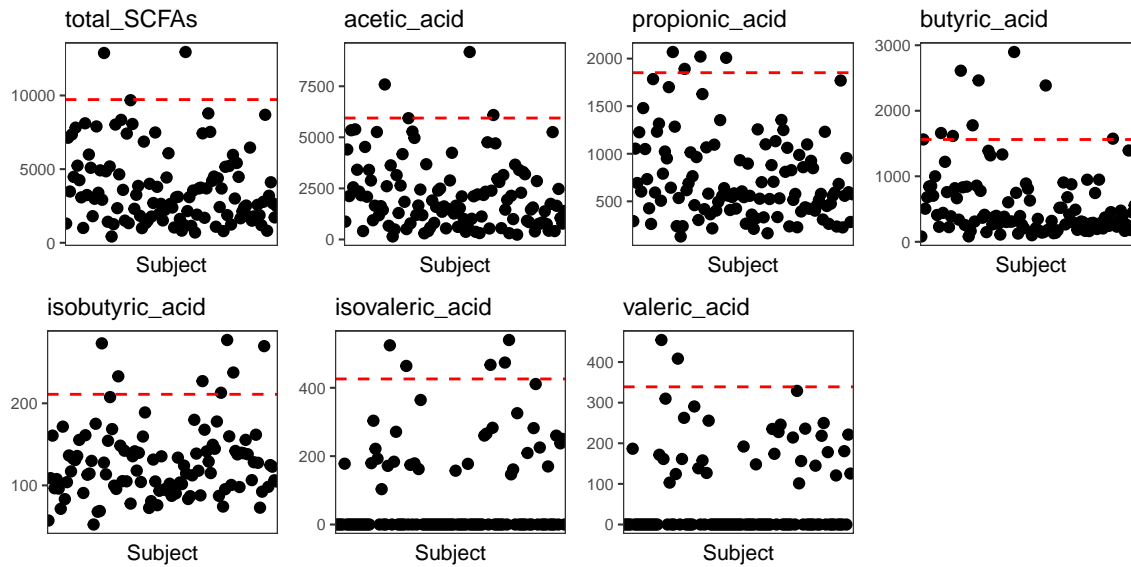 total_SCFAs
acetic_acid
propionic_acid
butyric_acid
10000
5000
0
7500
5000
2500
0
2000
1500
1000
500
3000
2000
1000
0
Subject
Subject
Subject
Subject
isobutyric_acid
isovaleric_acid
valeric_acid
200
100
400
200
0
400
300
200
100
0
Subject
Subject
Subject